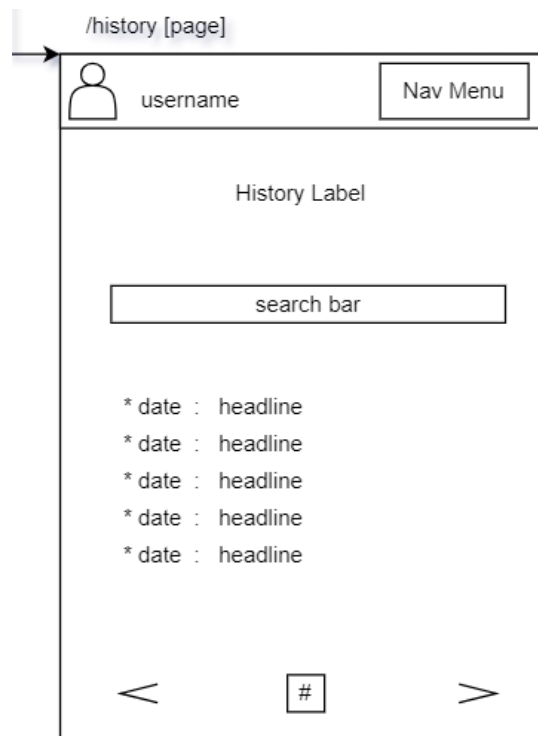 /history [page]
username
Nav Menu
History Label
search bar
* date : headline
* date : headline
* date : headline
* date : headline
* date : headline
#